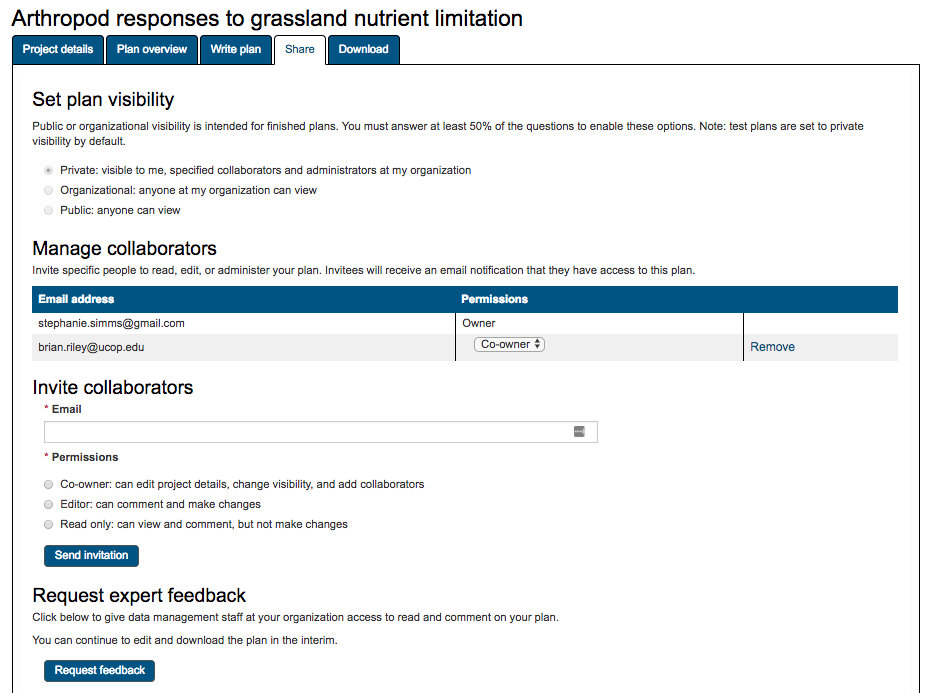 Arthropod responses to grassland nutrient limitation
Project details Plan overview Write plan Share Download
Set plan visibility
Public or organizational visibility is intended for finished plans. You must answer at least 50% of the questions to enable these options. Note: test plans are set to private
visibility by default.
Private: visible to me, specified collaborators and administrators at my organization
Organizational: anyone at my organization can view
Public: anyone can view
Manage collaborators
Invite specific people to read, edit, or administer your plan. Invitees will receive an email notification that they have access to this plan.
Email address Permissions
stephanie.simms@gmail.com Owner
brian.riley@ucop.edu Co-owner Remove
Invite collaborators
* Email
* Permissions
Co-owner: can edit project details, change visibility, and add collaborators
Editor: can comment and make changes
Read only: can view and comment, but not make changes
Send invitation
Request expert feedback
Click below to give data management staff at your organization access to read and comment on your plan.
You can continue to edit and download the plan in the interim.
Request feedback